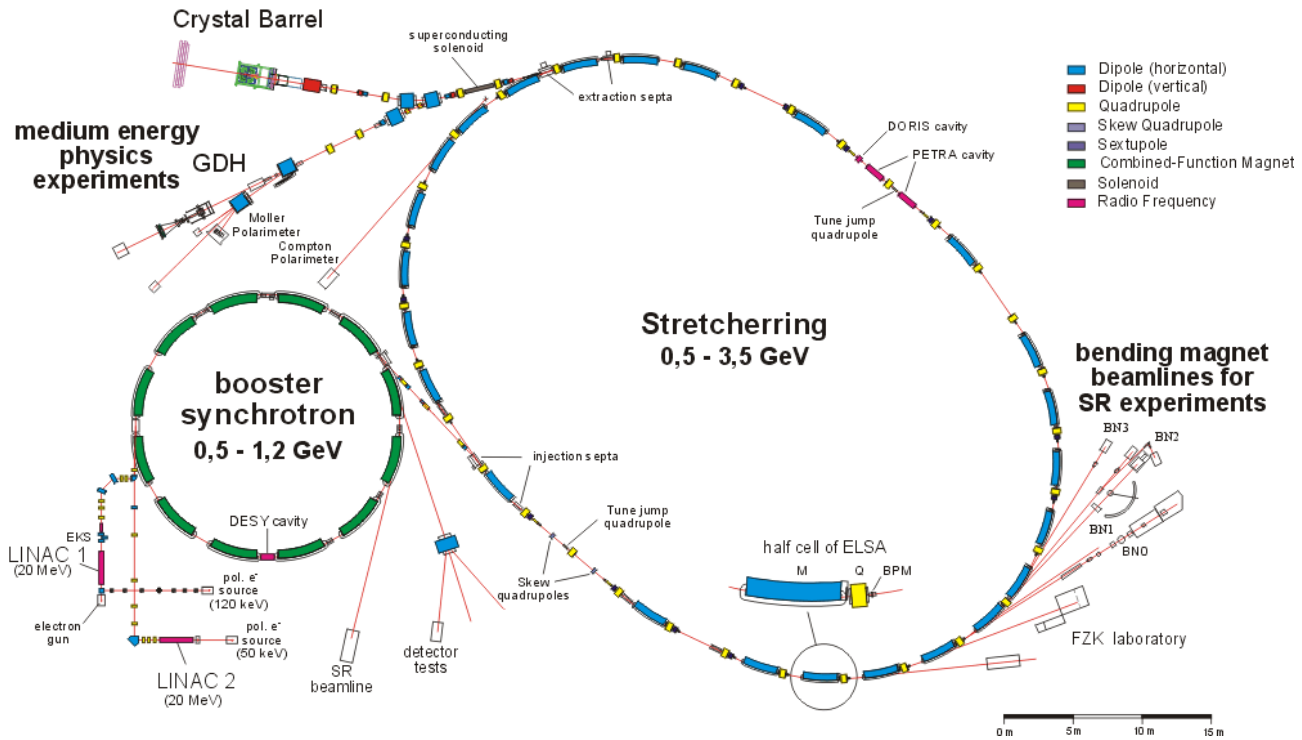 Crystal Barrel
superconducting
solenoid
extraction septa
Dipole (horizontal)
Dipole (vertical)
Quadrupole
Skew Quadrupole
Sextupole
Combined-Function Magnet
Solenoid
Radio Frequency
medium energy
physics
experiments
GDH
Moller
Polarimeter
Compton
Polarimeter
DORIS cavity
PETRA cavity
Tune jump
quadrupole
Stretcherring
0,5 - 3,5 GeV
booster
synchrotron
0,5 - 1,2 GeV
bending magnet
beamlines for
SR experiments
BN3
BN2
BN1
BN0
injection septa
Tune jump
quadrupole
DESY cavity
EKS
LINAC 1
(20 MeV)
pol. e⁻
source
(120 keV)
electron
gun
pol. e⁻
source
(50 keV)
LINAC 2
(20 MeV)
Skew
quadrupoles
half cell of ELSA
M
Q
BPM
SR
beamline
detector
tests
FZK laboratory
0 m
5 m
10 m
15 m